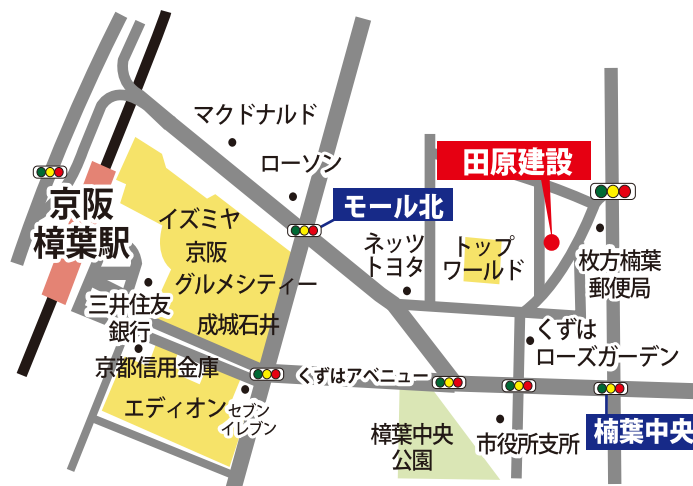 マクドナルド
ローソン
田原建設
モール北
京阪
樟葉駅
イズミヤ
京阪
グルメシティー
成城石井
ネッツ
トヨタ
トップ
ワールド
枚方楠葉
郵便局
三井住友
銀行
京都信用金庫
エディオン
セブン
イレブン
くずはアベニュー
くずは
ローズガーデン
樟葉中央
公園
市役所支所
楠葉中央